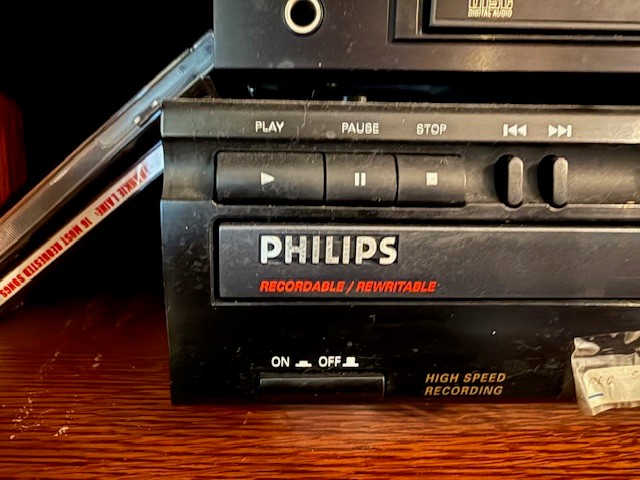 DIGITAL AUDIO
PLAY
PAUSE
STOP
FRANKIE LAINE: 16 MOST REQUESTED SONGS
PHILIPS
RECORDABLE / REWRITABLE
ON OFF
HIGH SPEED
RECORDING